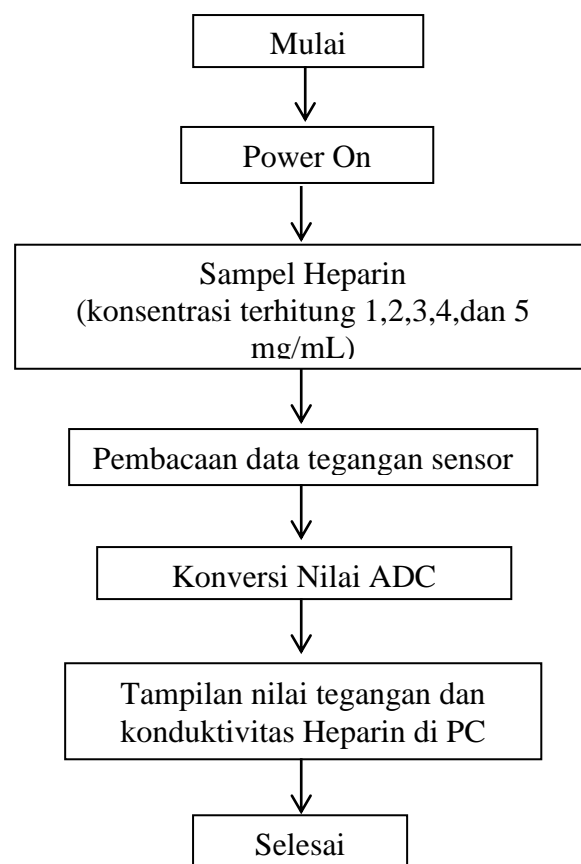 Mulai
Power On
Sampel Heparin
(konsentrasi terhitung 1,2,3,4,dan 5
mg/mL)
Pembacaan data tegangan sensor
Konversi Nilai ADC
Tampilan nilai tegangan dan
konduktivitas Heparin di PC
Selesai